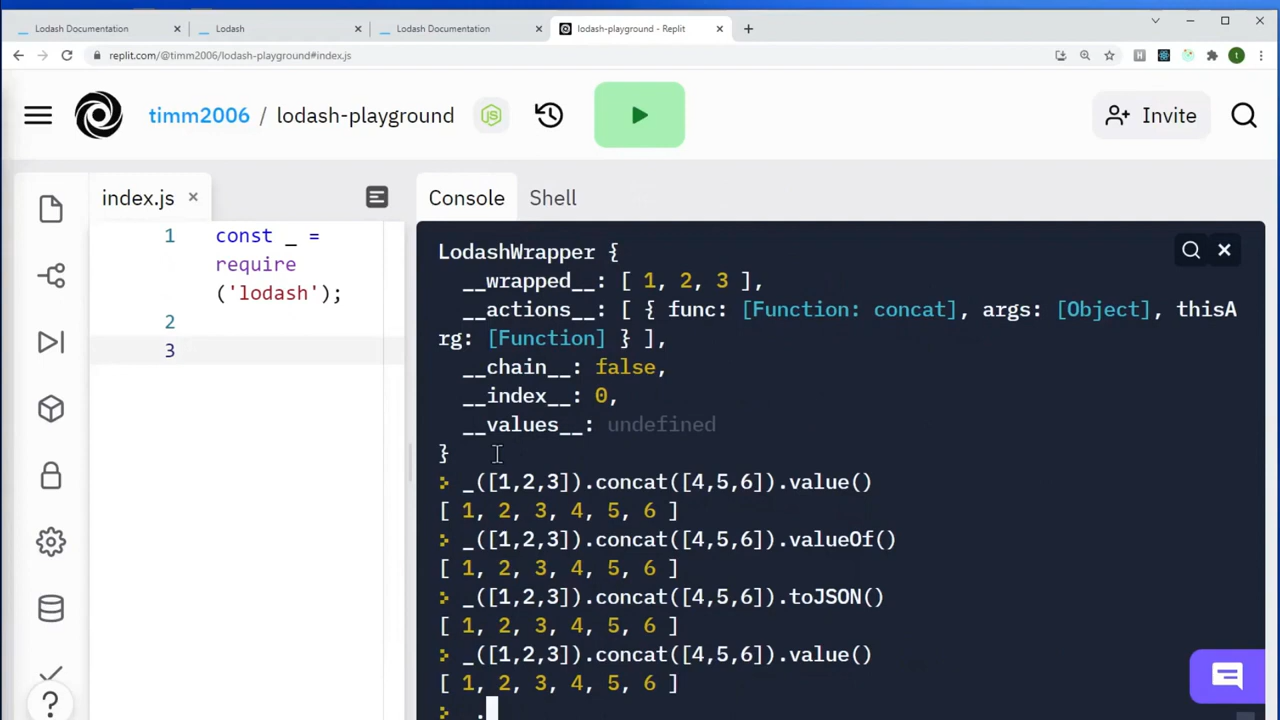 Lodash Documentation
Lodash
Lodash Documentation
lodash-playground - Replit
replit.com/@timm2006/lodash-playground#index.js
H
t
timm2006 / lodash-playground
JS
Invite
index.js
Console
Shell
1 const _ =
require
('lodash');
2
3
LodashWrapper {
__wrapped__: [ 1, 2, 3 ],
__actions__: [ { func: [Function: concat], args: [Object], thisA
rg: [Function] } ],
__chain__: false,
__index__: 0,
__values__: undefined
}
_([1,2,3]).concat([4,5,6]).value()
[ 1, 2, 3, 4, 5, 6 ]
_([1,2,3]).concat([4,5,6]).valueOf()
[ 1, 2, 3, 4, 5, 6 ]
_([1,2,3]).concat([4,5,6]).toJSON()
[ 1, 2, 3, 4, 5, 6 ]
_([1,2,3]).concat([4,5,6]).value()
[ 1, 2, 3, 4, 5, 6 ]
?